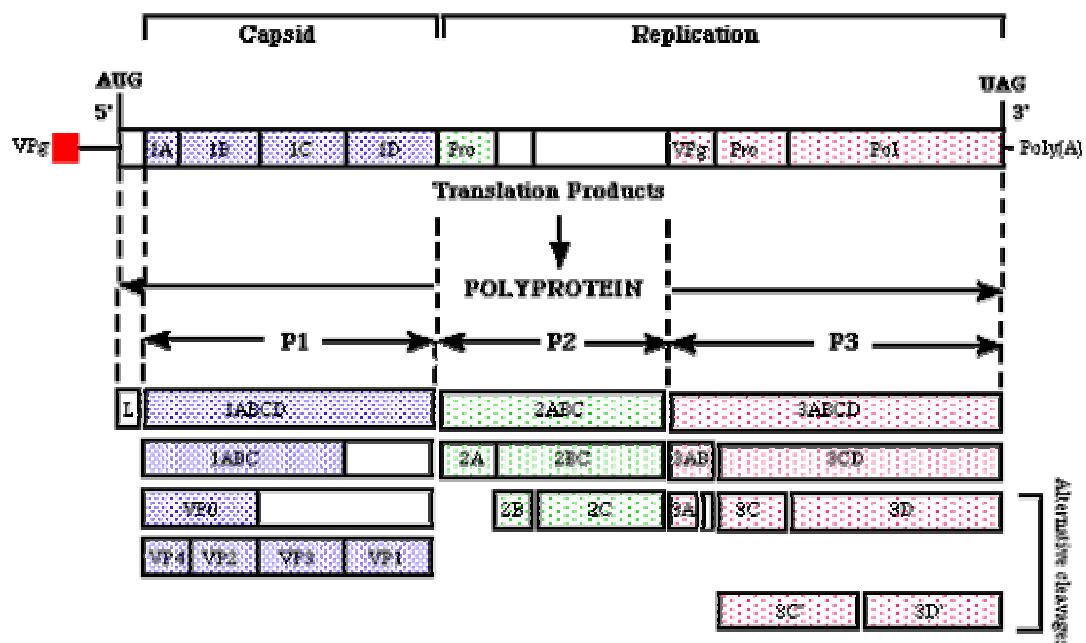 Capsid Replication
AUG UAG
5' 3'
VPg 1A 1B 1C 1D Pro VPg Pro Pol Poly(A)
Translation Products
POLYPROTEIN
P1 P2 P3
L 1ABCD 2ABC 3ABCD
1ABC 2A 2BC 3AB 3CD
VP0 2B 2C 3A 3C 3D
VP4 VP2 VP3 VP1
3C' 3D'
Alternative cleavages